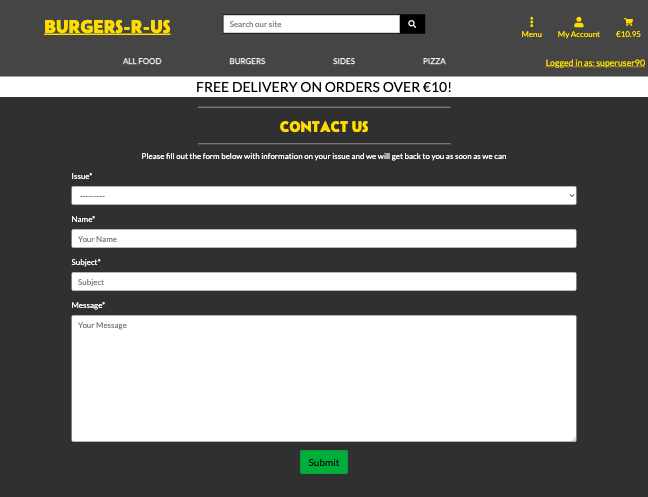 BURGERS-R-US
Search our site
Menu
My Account
€10.95
ALL FOOD
BURGERS
SIDES
PIZZA
Logged in as: superuser90
FREE DELIVERY ON ORDERS OVER €10!
CONTACT US
Please fill out the form below with information on your issue and we will get back to you as soon as we can
Issue*
---------
Name*
Your Name
Subject*
Subject
Message*
Your Message
Submit